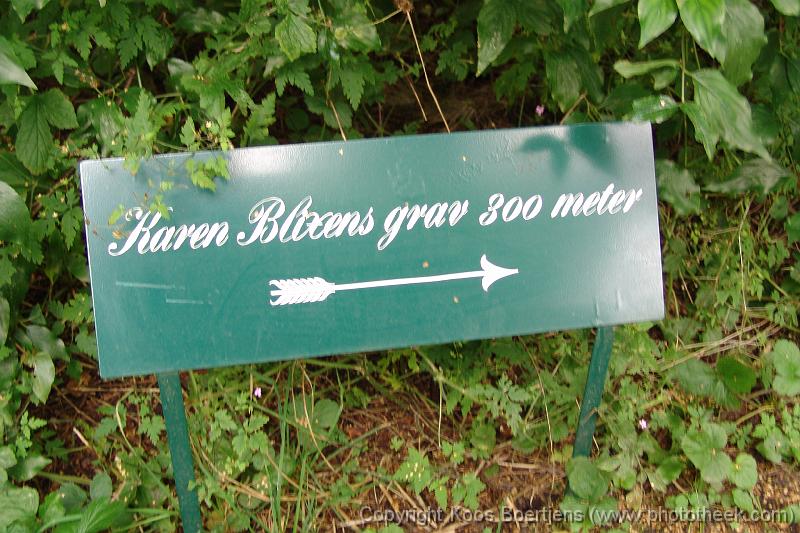 Karen Blixens grav 300 meter
Copyright Koos Boertjens (www.phototheek.com)